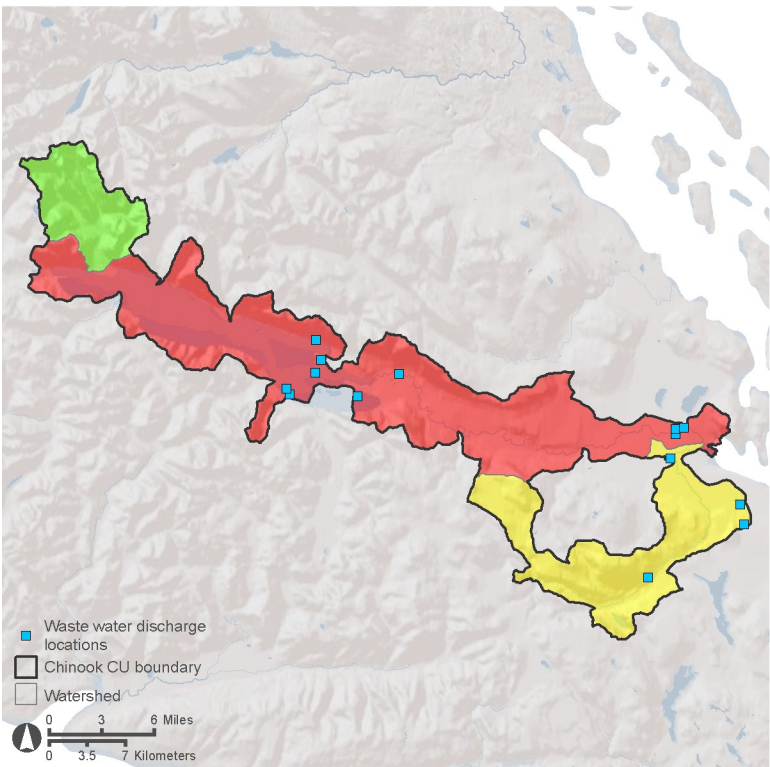 Waste water discharge
locations
Chinook CU boundary
Watershed
0 3 6 Miles
0 3.5 7 Kilometers